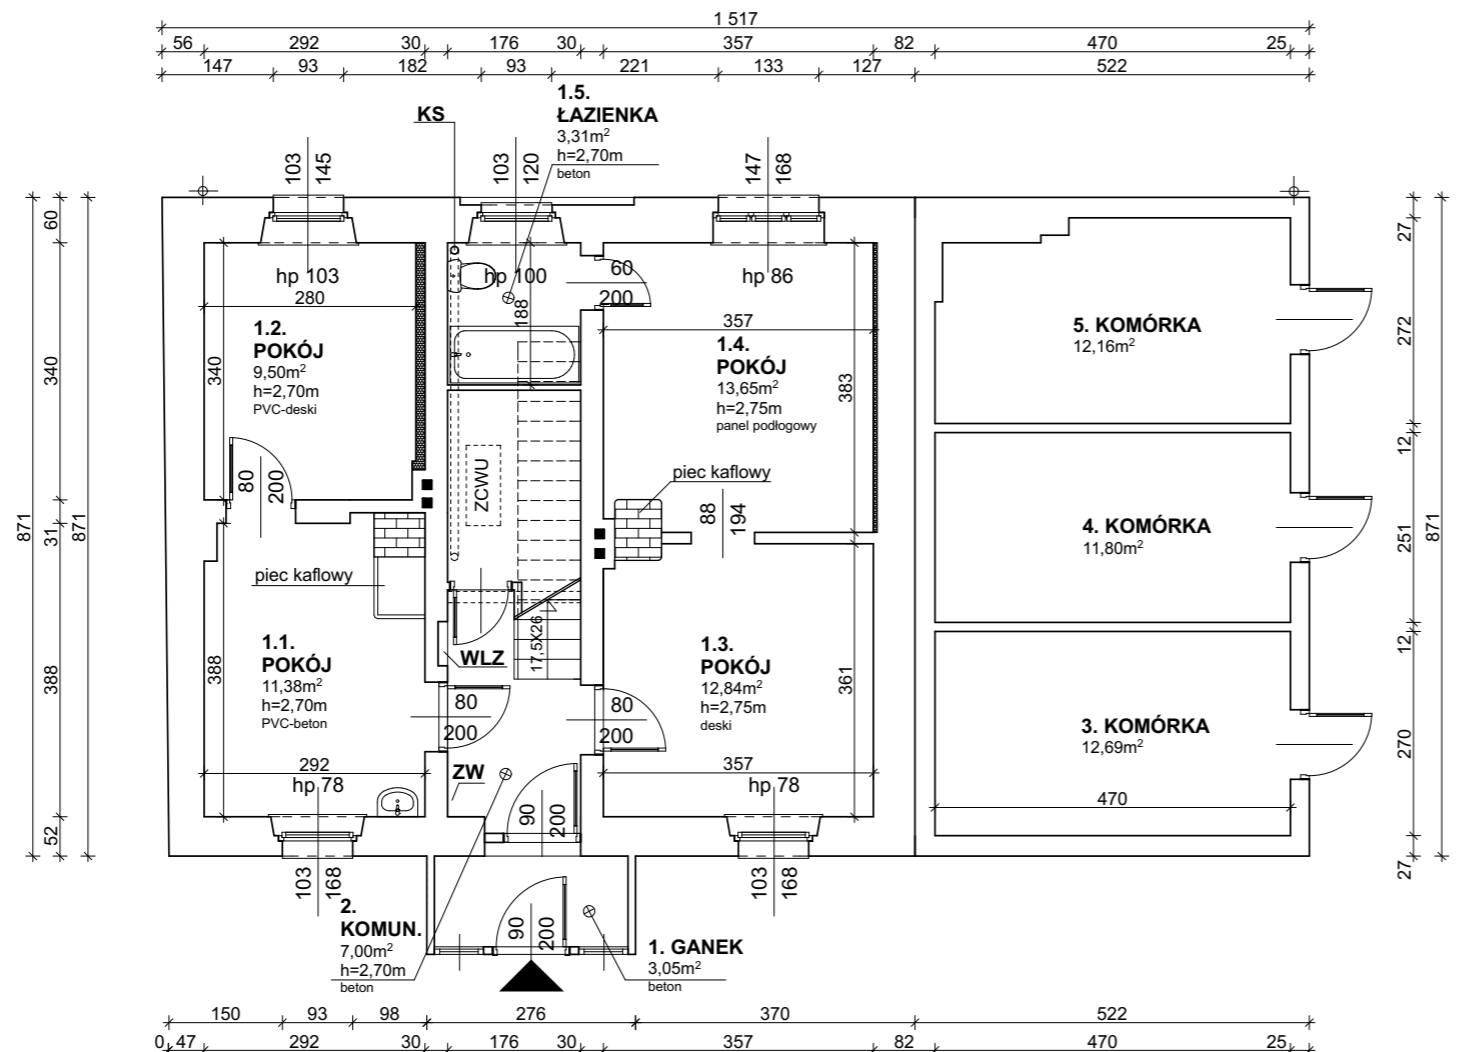 1 517
56 292 30 176 30 357 82 470 25
147 93 182 93 221 133 127 522
KS
1.5.
ŁAZIENKA
3,31m²
h=2,70m
beton
103
145
103
120
147
168
60
340
31
388
52
871
871
hp 103
280
1.2.
POKÓJ
9,50m²
h=2,70m
PVC-deski
340
80
200
hp 100
188
60
200
hp 86
357
1.4.
POKÓJ
13,65m²
h=2,75m
panel podłogowy
383
ZCWU
piec kaflowy
88
194
piec kaflowy
1.1.
POKÓJ
11,38m²
h=2,70m
PVC-beton
388
292
hp 78
17,5X26
WLZ
80
200
80
200
ZW
90
200
1.3.
POKÓJ
12,84m²
h=2,75m
deski
361
357
hp 78
5. KOMÓRKA
12,16m²
4. KOMÓRKA
11,80m²
3. KOMÓRKA
12,69m²
470
27
272
12
251
12
270
27
871
103
168
103
168
2.
KOMUN.
7,00m²
h=2,70m
beton
90
200
1. GANEK
3,05m²
beton
150 93 98 276 370 522
0 47 292 30 176 30 357 82 470 25